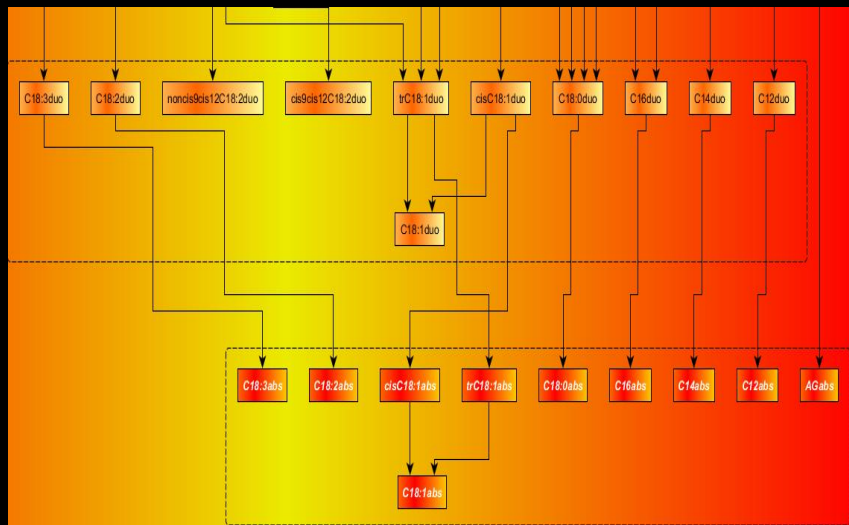 C18:3duo
C18:2duo
noncis9cis12C18:2duo
cis9cis12C18:2duo
trC18:1duo
cisC18:1duo
C18:0duo
C16duo
C14duo
C12duo
C18:1duo
C18:3abs
C18:2abs
cisC18:1abs
trC18:1abs
C18:0abs
C16abs
C14abs
C12abs
AGabs
C18:1abs